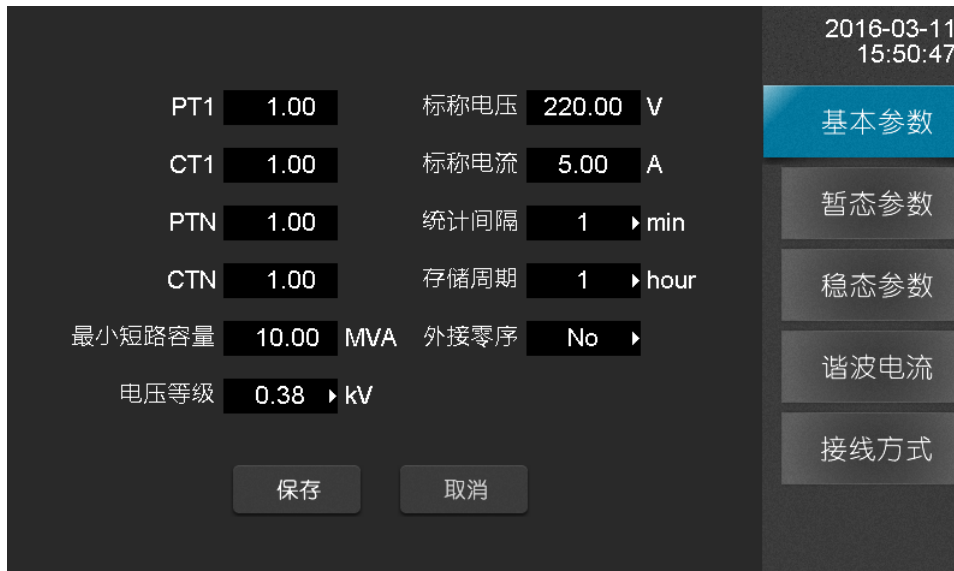 2016-03-11
15:50:47
PT1 1.00 标称电压 220.00 V
CT1 1.00 标称电流 5.00 A
PTN 1.00 统计间隔 1 min
CTN 1.00 存储周期 1 hour
最小短路容量 10.00 MVA 外接零序 No
电压等级 0.38 kV
保存 取消
基本参数
暂态参数
稳态参数
谐波电流
接线方式